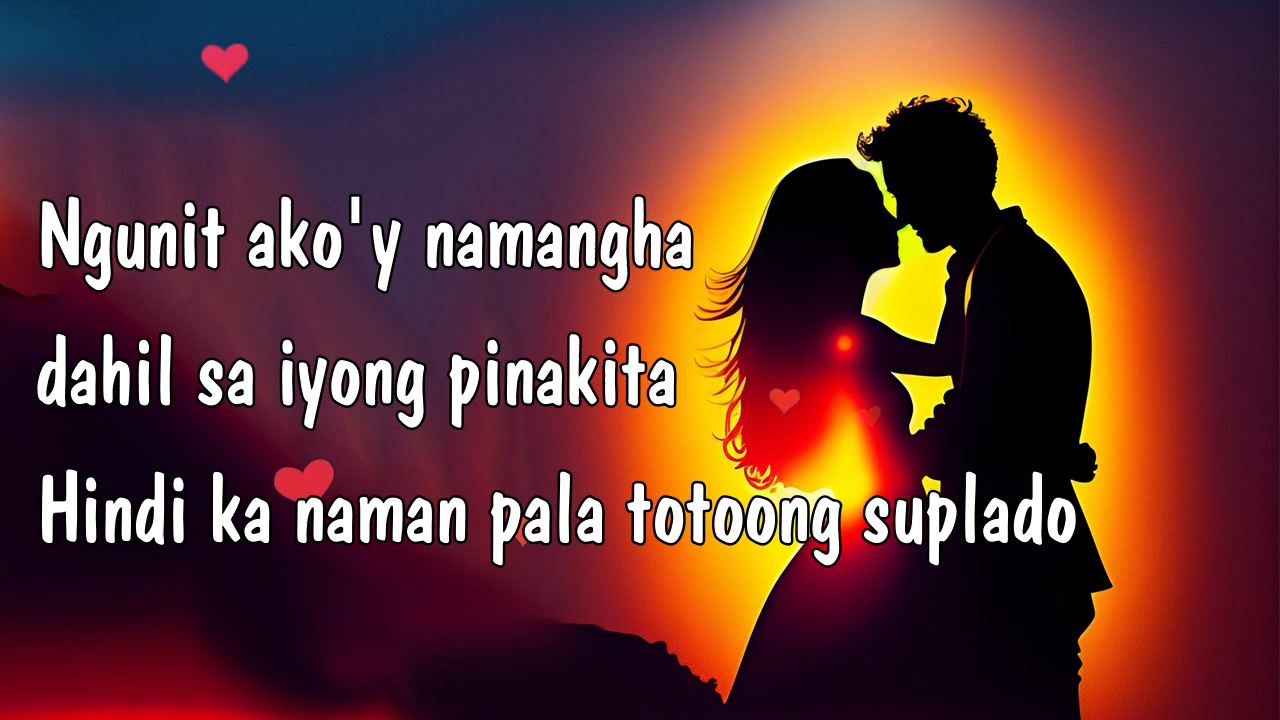 Ngunit ako'y namangha
dahil sa iyong pinakita
Hindi ka naman pala totoong suplado